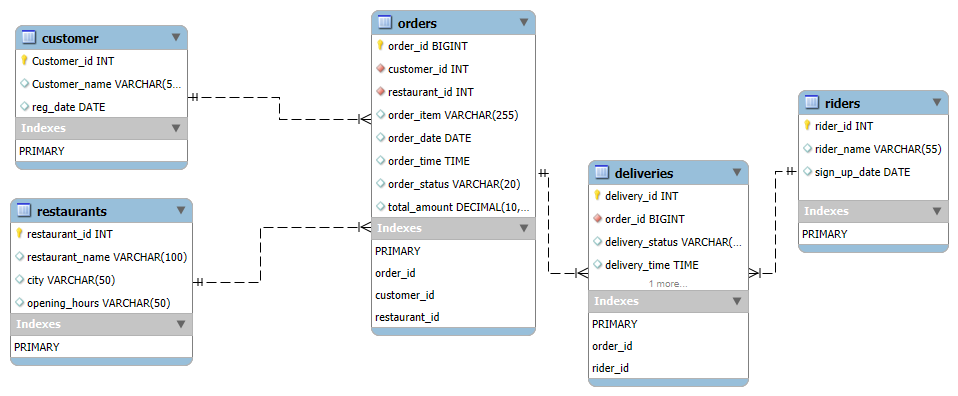 customer
Customer_id INT
Customer_name VARCHAR(5...
reg_date DATE
Indexes
PRIMARY
restaurants
restaurant_id INT
restaurant_name VARCHAR(100)
city VARCHAR(50)
opening_hours VARCHAR(50)
Indexes
PRIMARY
orders
order_id BIGINT
customer_id INT
restaurant_id INT
order_item VARCHAR(255)
order_date DATE
order_time TIME
order_status VARCHAR(20)
total_amount DECIMAL(10,...
Indexes
PRIMARY
order_id
customer_id
restaurant_id
deliveries
delivery_id INT
order_id BIGINT
delivery_status VARCHAR(...
delivery_time TIME
1 more...
Indexes
PRIMARY
order_id
rider_id
riders
rider_id INT
rider_name VARCHAR(55)
sign_up_date DATE
Indexes
PRIMARY